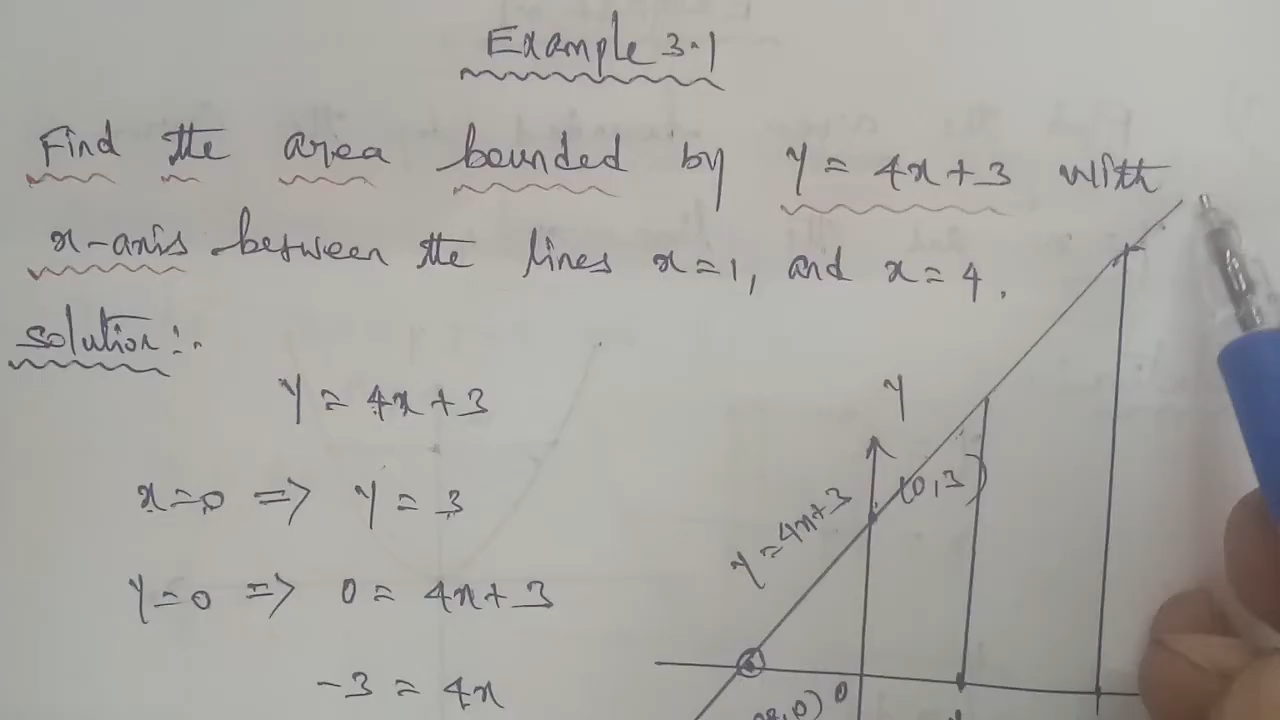 Example 3.1
Find the area bounded by y = 4x+3 with
x-axis between the lines x=1, and x=4.
Solution:-
y = 4x+3
x=0 => y = 3
y=0 => 0 = 4x+3
-3 = 4x
Y
(0,3)
y=4x+3
0